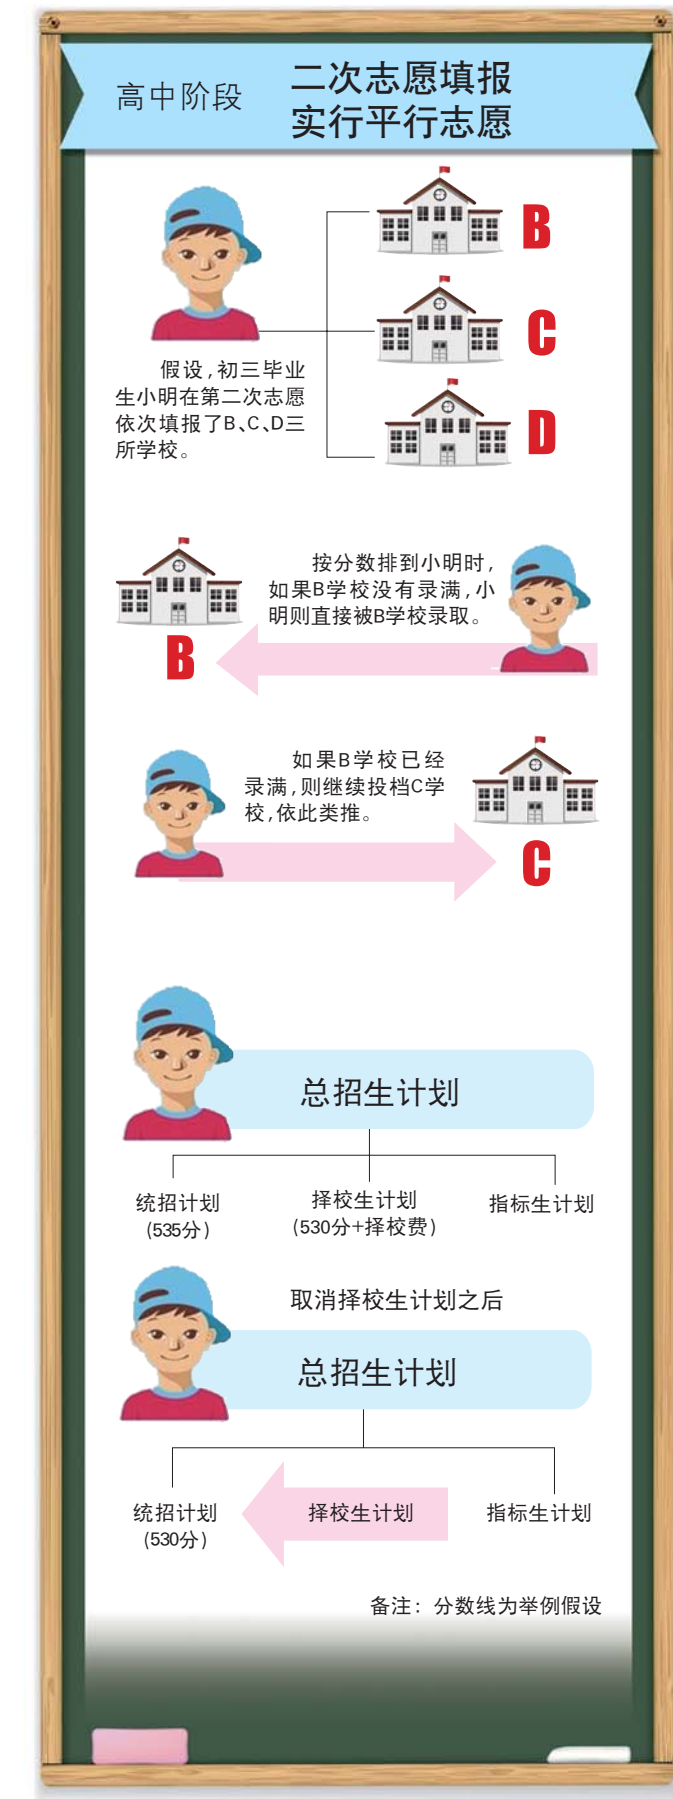 高中阶段
二次志愿填报
实行平行志愿
B
C
D
假设,初三毕业
生小明在第二次志愿
依次填报了B、C、D三
所学校。
按分数排到小明时,
如果B学校没有录满,小
明则直接被B学校录取。
B
如果B学校已经
录满,则继续投档C学
校,依此类推。
C
总招生计划
统招计划
(535分)
择校生计划
(530分+择校费)
指标生计划
取消择校生计划之后
总招生计划
统招计划
(530分)
择校生计划
指标生计划
备注：分数线为举例假设